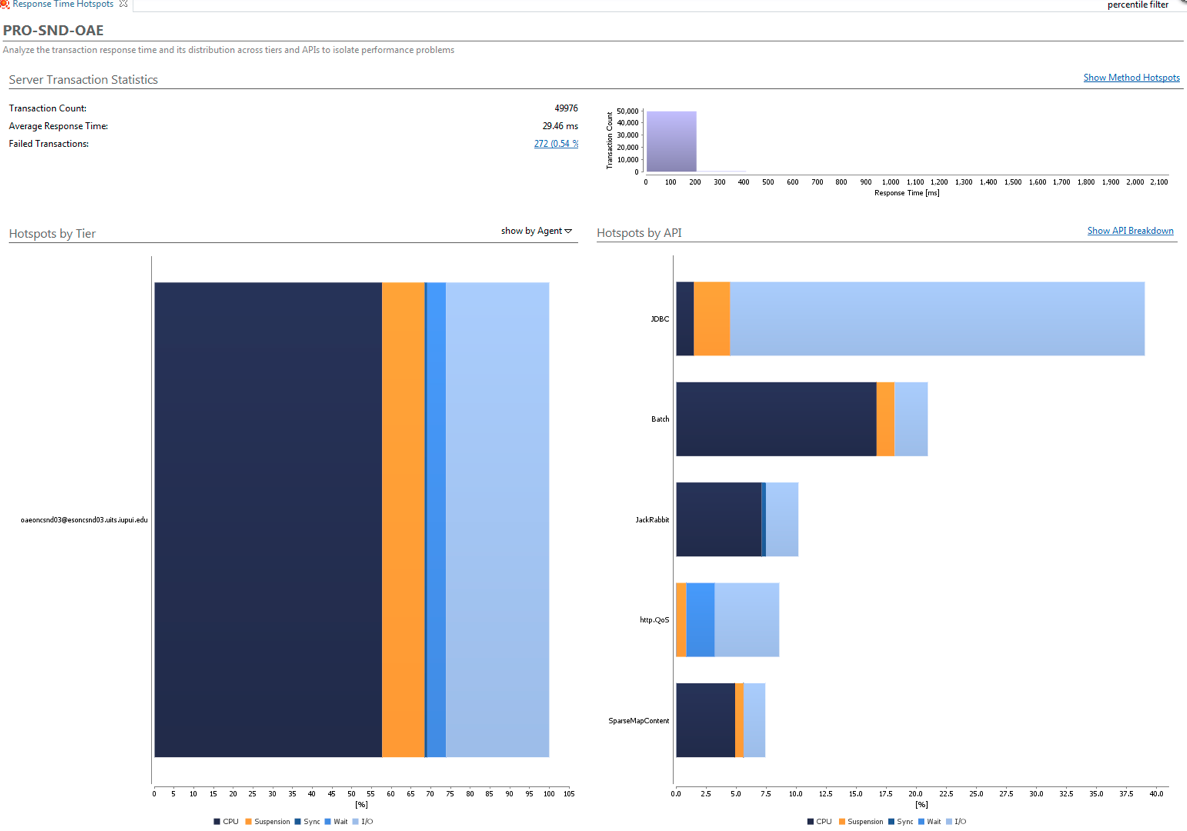 Response Time Hotspots
percentile filter
PRO-SND-OAE
Analyze the transaction response time and its distribution across tiers and APIs to isolate performance problems
Server Transaction Statistics
Show Method Hotspots
Transaction Count: 49976
Average Response Time: 29.46 ms
Failed Transactions: 272 (0.54 %
Transaction Count
50,000
40,000
30,000
20,000
10,000
0
0 100 200 300 400 500 600 700 800 900 1.000 1.100 1.200 1.300 1.400 1.500 1.600 1.700 1.800 1.900 2.000 2.100
Response Time [ms]
Hotspots by Tier
show by Agent
oaeoncsnd03@esoncsnd03.uits.iupui.edu
0 5 10 15 20 25 30 35 40 45 50 55 60 65 70 75 80 85 90 95 100 105
[%]
CPU Suspension Sync Wait I/O
Hotspots by API
Show API Breakdown
JDBC
Batch
JackRabbit
http.QoS
SparseMapContent
0.0 2.5 5.0 7.5 10.0 12.5 15.0 17.5 20.0 22.5 25.0 27.5 30.0 32.5 35.0 37.5 40.0
[%]
CPU Suspension Sync Wait I/O